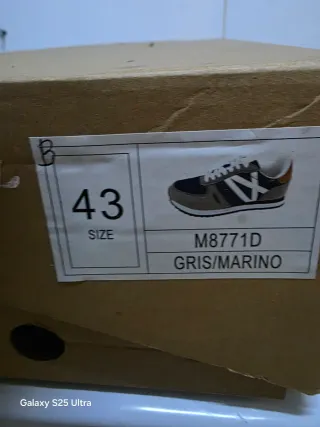 B
43
SIZE
M8771D
GRIS/MARINO
Galaxy S25 Ultra